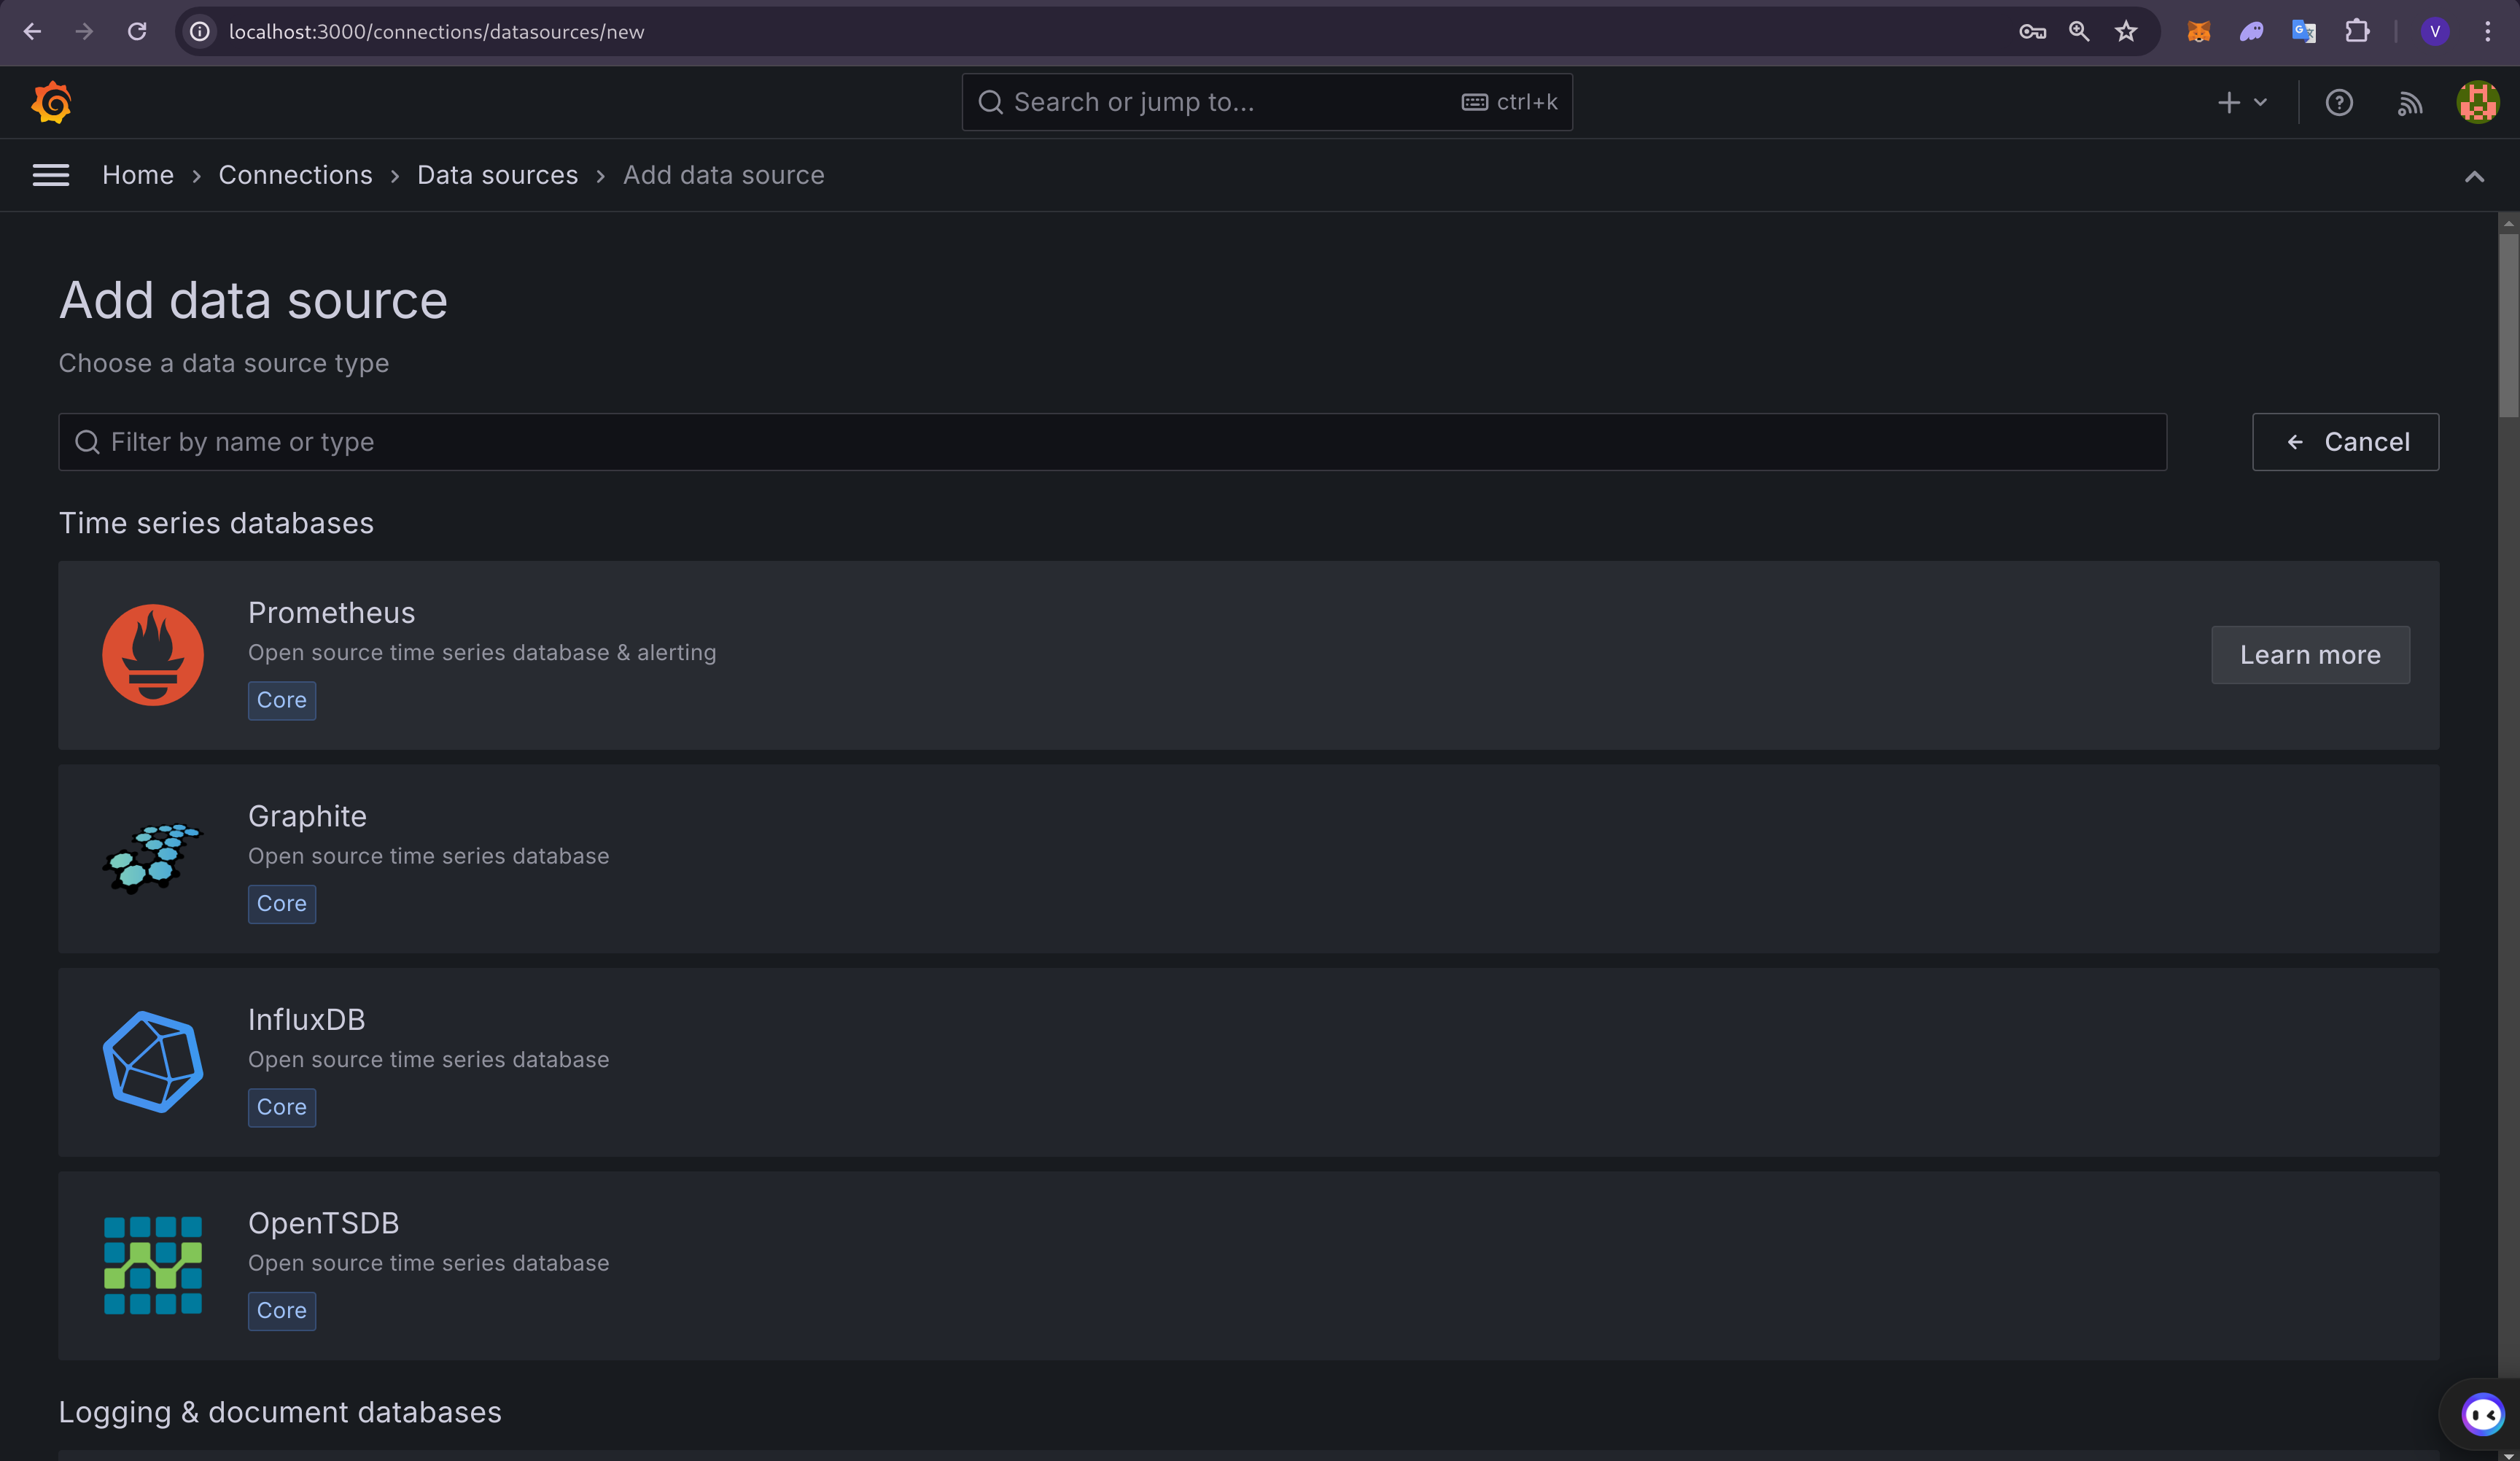 localhost:3000/connections/datasources/new
V
Search or jump to...
ctrl+k
Home
Connections
Data sources
Add data source
Add data source
Choose a data source type
Filter by name or type
Cancel
Time series databases
Prometheus
Open source time series database & alerting
Core
Learn more
Graphite
Open source time series database
Core
InfluxDB
Open source time series database
Core
OpenTSDB
Open source time series database
Core
Logging & document databases